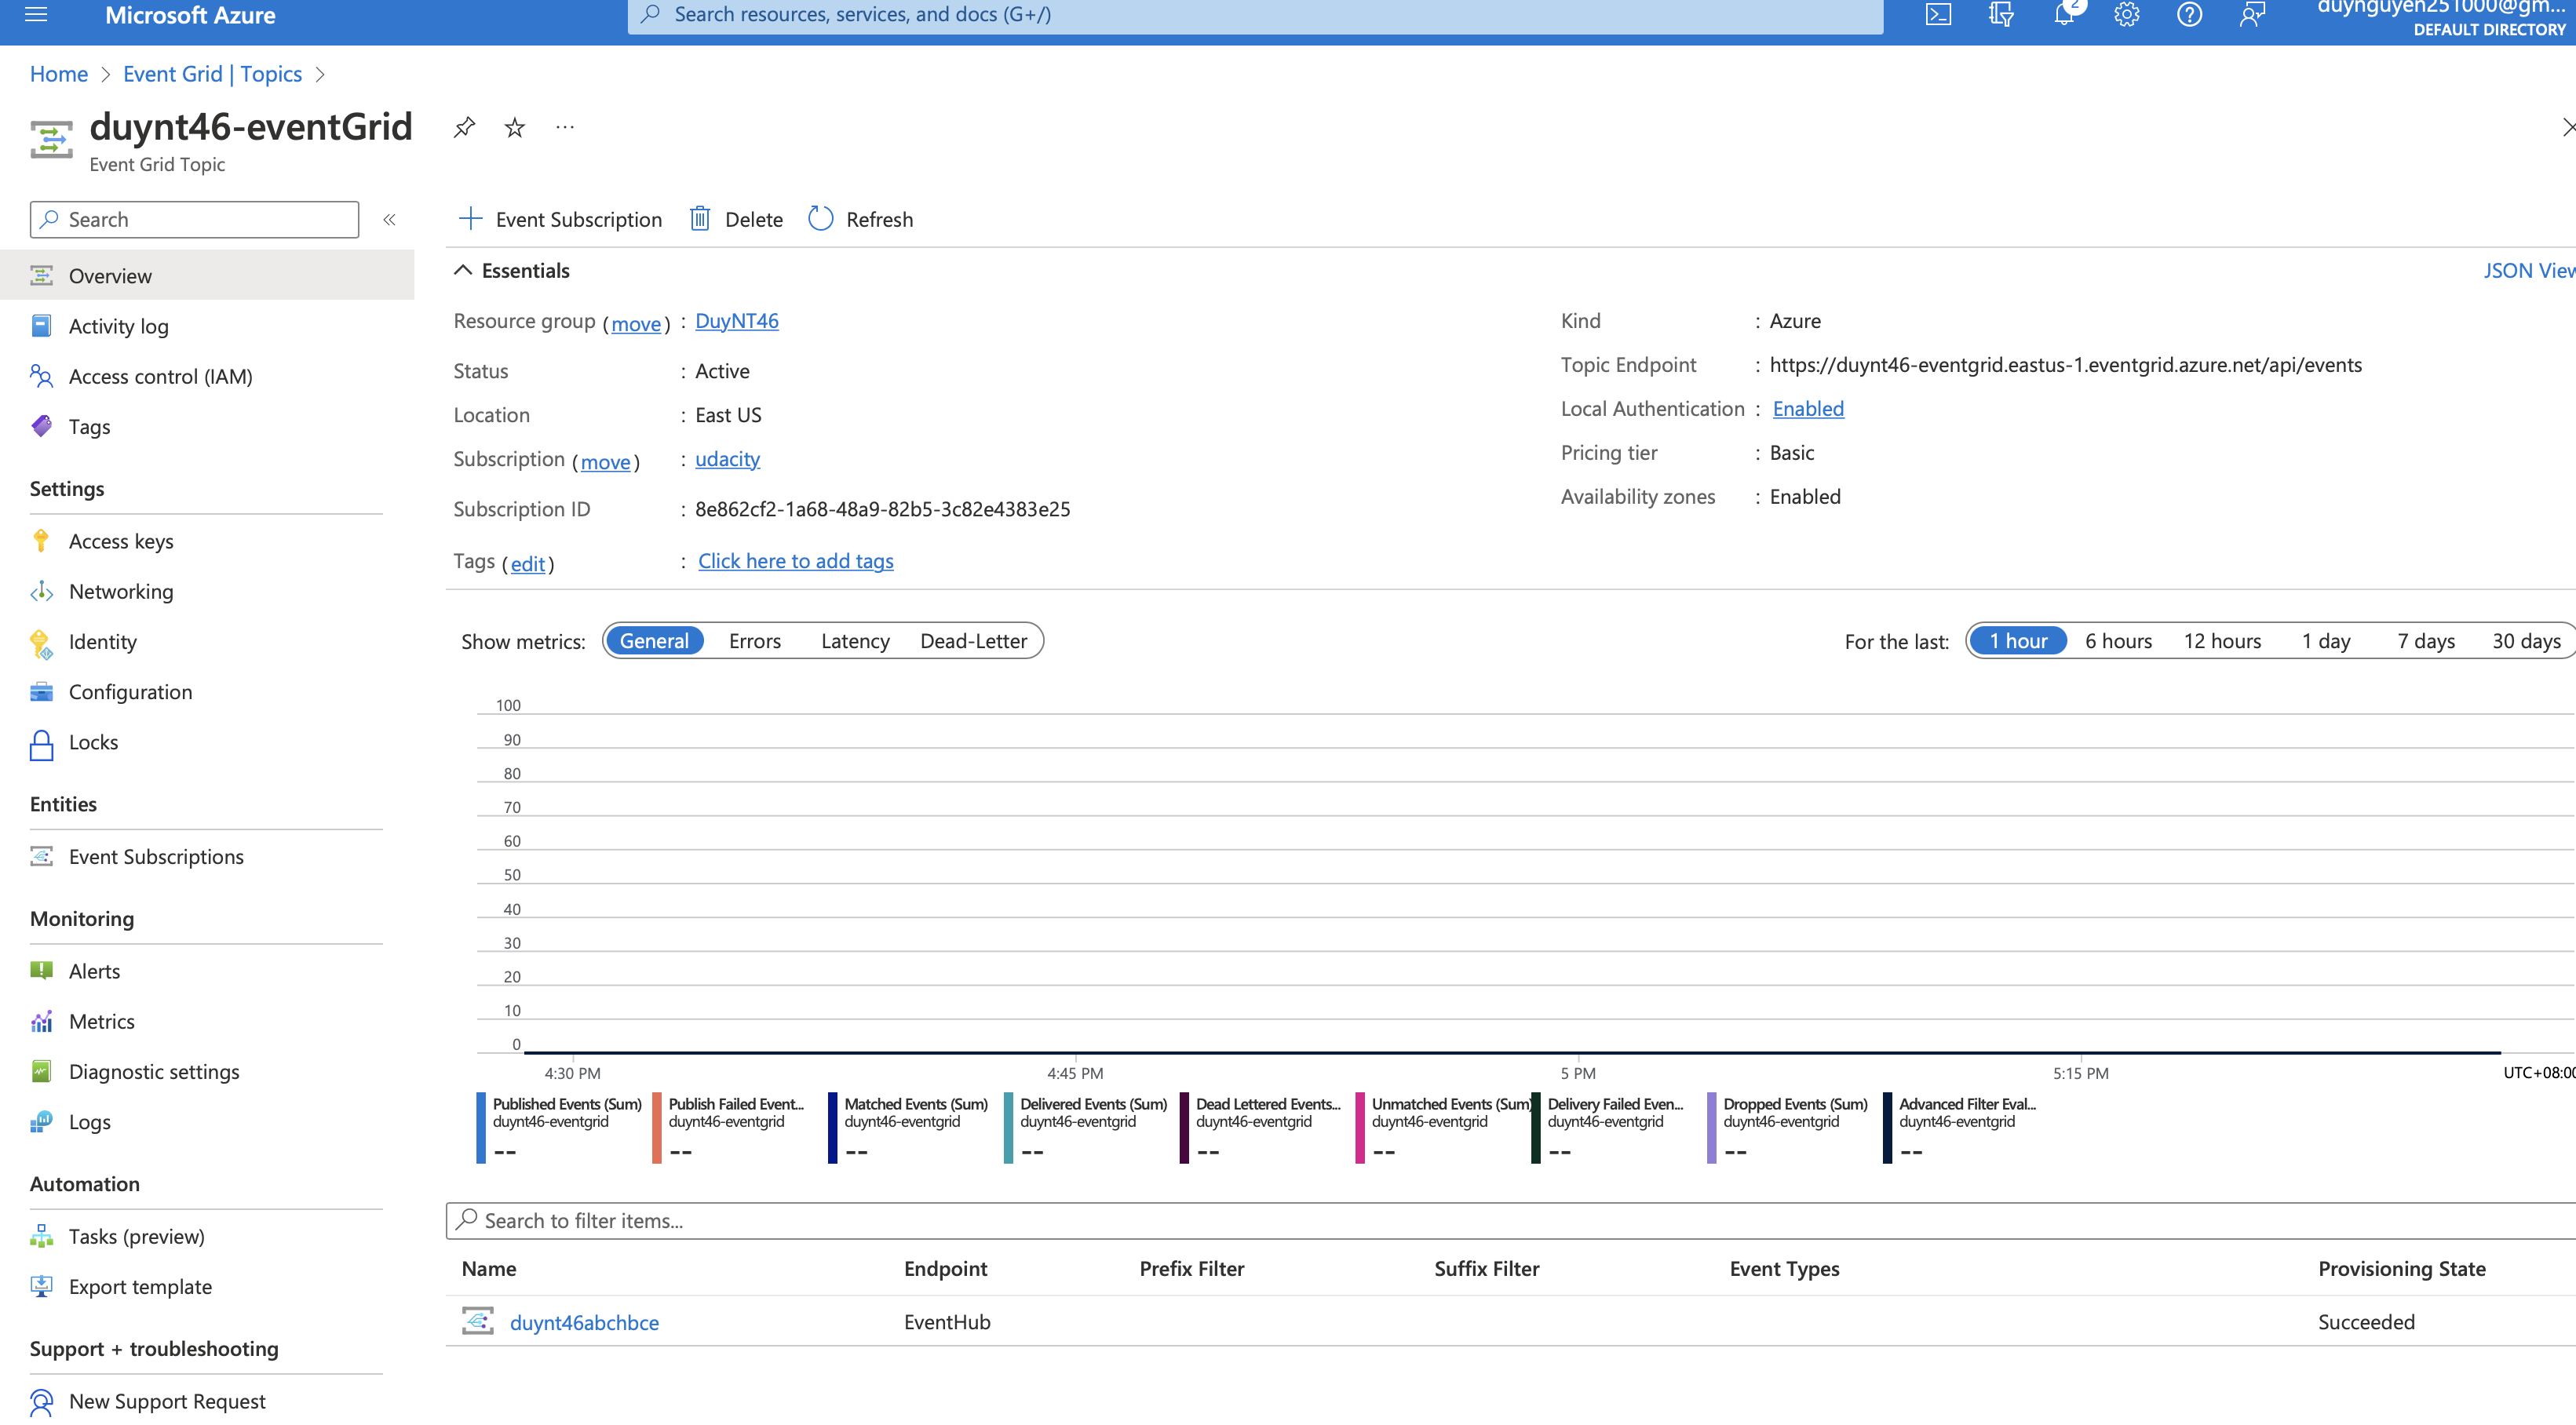 Microsoft Azure
Search resources, services, and docs (G+/)
2
duynguyen251000@gm...
DEFAULT DIRECTORY
Home > Event Grid | Topics >
duynt46-eventGrid
...
Event Grid Topic
Search
«
Event Subscription
Delete
Refresh
Overview
Activity log
Access control (IAM)
Tags
Settings
Access keys
Networking
Identity
Configuration
Locks
Entities
Event Subscriptions
Monitoring
Alerts
Metrics
Diagnostic settings
Logs
Automation
Tasks (preview)
Export template
Support + troubleshooting
New Support Request
Essentials
JSON View
Resource group (move) : DuyNT46
Status : Active
Location : East US
Subscription (move) : udacity
Subscription ID : 8e862cf2-1a68-48a9-82b5-3c82e4383e25
Tags (edit) : Click here to add tags
Kind : Azure
Topic Endpoint : https://duynt46-eventgrid.eastus-1.eventgrid.azure.net/api/events
Local Authentication : Enabled
Pricing tier : Basic
Availability zones : Enabled
Show metrics: General Errors Latency Dead-Letter
For the last: 1 hour 6 hours 12 hours 1 day 7 days 30 days
100
90
80
70
60
50
40
30
20
10
0
4:30 PM 4:45 PM 5 PM 5:15 PM UTC+08:00
Published Events (Sum)
duynt46-eventgrid
--
Publish Failed Event...
duynt46-eventgrid
--
Matched Events (Sum)
duynt46-eventgrid
--
Delivered Events (Sum)
duynt46-eventgrid
--
Dead Lettered Events...
duynt46-eventgrid
--
Unmatched Events (Sum)
duynt46-eventgrid
--
Delivery Failed Even...
duynt46-eventgrid
--
Dropped Events (Sum)
duynt46-eventgrid
--
Advanced Filter Eval...
duynt46-eventgrid
--
Search to filter items...
Name Endpoint Prefix Filter Suffix Filter Event Types Provisioning State
duynt46abchbce EventHub Succeeded